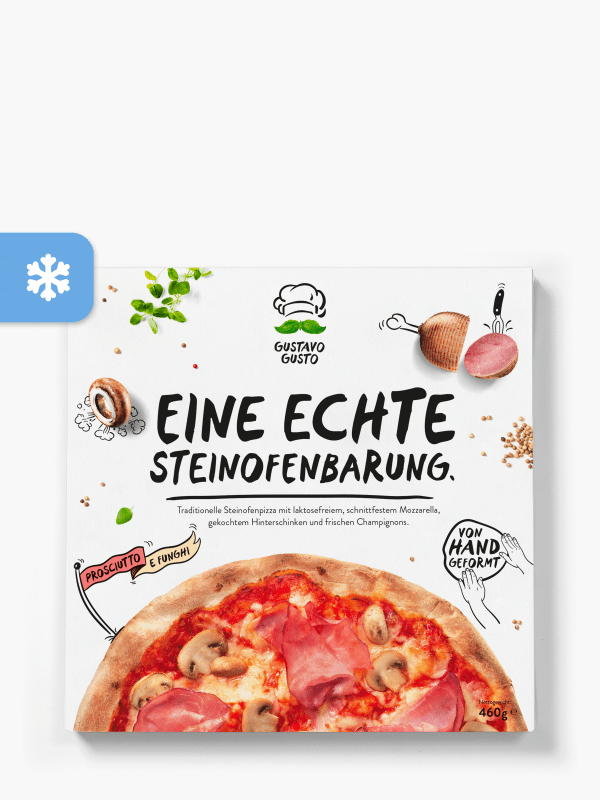 GUSTAVO
GUSTO
EINE ECHTE
STEINOFENBARUNG.
Traditionelle Steinofenpizza mit laktosefreiem, schnittfestem Mozzarella,
gekochtem Hinterschinken und frischen Champignons.
VON
HAND
GEFORMT
PROSCIUTTO E FUNGHI
Nettogewicht:
460g ℮